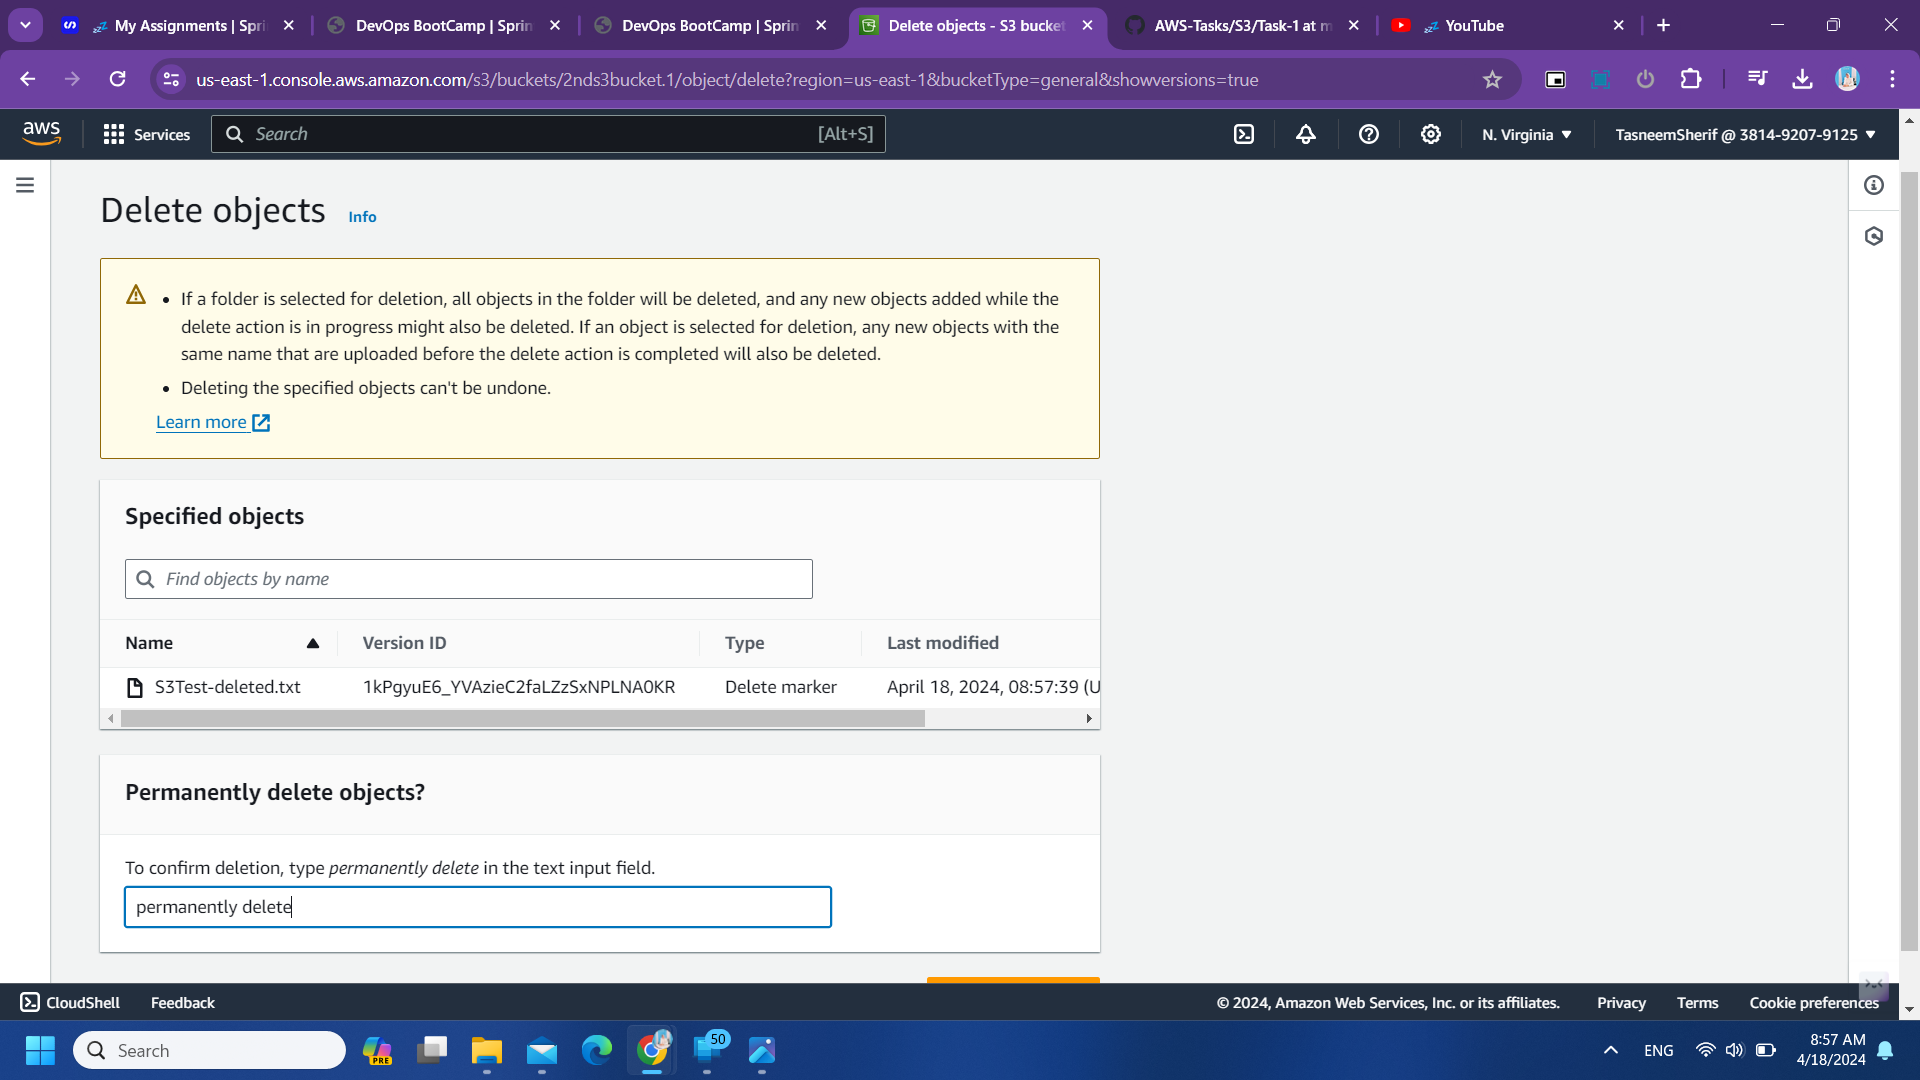 My Assignments | Spri
DevOps BootCamp | Sprin
DevOps BootCamp | Sprin
Delete objects - S3 bucket
AWS-Tasks/S3/Task-1 at m
YouTube
us-east-1.console.aws.amazon.com/s3/buckets/2nds3bucket.1/object/delete?region=us-east-1&bucketType=general&showversions=true
aws
Services
Search
[Alt+S]
N. Virginia
TasneemSherif @ 3814-9207-9125
Delete objects
Info
If a folder is selected for deletion, all objects in the folder will be deleted, and any new objects added while the
delete action is in progress might also be deleted. If an object is selected for deletion, any new objects with the
same name that are uploaded before the delete action is completed will also be deleted.
Deleting the specified objects can't be undone.
Learn more
Specified objects
Find objects by name
Name Version ID Type Last modified
S3Test-deleted.txt 1kPgyuE6_YVAzieC2faLZzSxNPLNA0KR Delete marker April 18, 2024, 08:57:39 (U
Permanently delete objects?
To confirm deletion, type permanently delete in the text input field.
permanently delete
CloudShell
Feedback
© 2024, Amazon Web Services, Inc. or its affiliates.
Privacy
Terms
Cookie preferences
Search
PRE
50
ENG
8:57 AM
4/18/2024